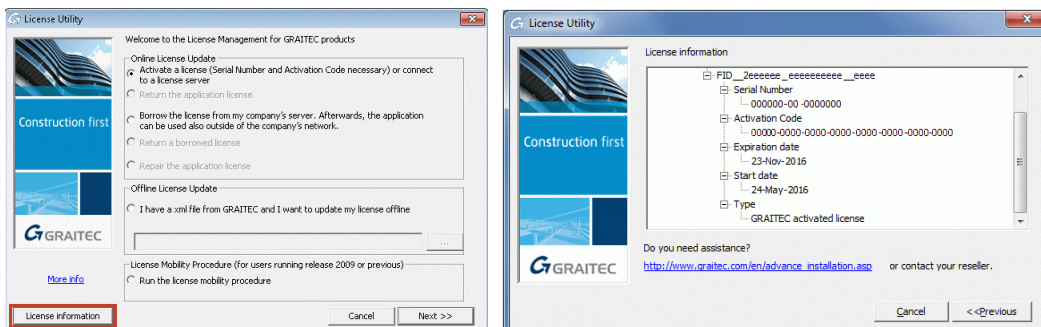 License Utility
Welcome to the License Management for GRAITEC products
Online License Update
Activate a license (Serial Number and Activation Code necessary) or connect
to a license server
Return the application license
Borrow the license from my company's server. Afterwards, the application
can be used also outside of the company's network.
Return a borrowed license
Repair the application license
Offline License Update
I have a xml file from GRAITEC and I want to update my license offline
...
License Mobility Procedure (for users running release 2009 or previous)
Run the license mobility procedure
Construction first
GRAITEC
More info
License information
Cancel
Next >>
License Utility
License information
FID__2eeeeee_eeeeeeeeee__eeee
Serial Number
000000-00-0000000
Activation Code
00000-0000-0000-0000-0000-0000-0000-0000
Expiration date
23-Nov-2016
Start date
24-May-2016
Type
GRAITEC activated license
Construction first
GRAITEC
Do you need assistance?
http://www.graitec.com/en/advance_installation.asp or contact your reseller.
Cancel
<<Previous